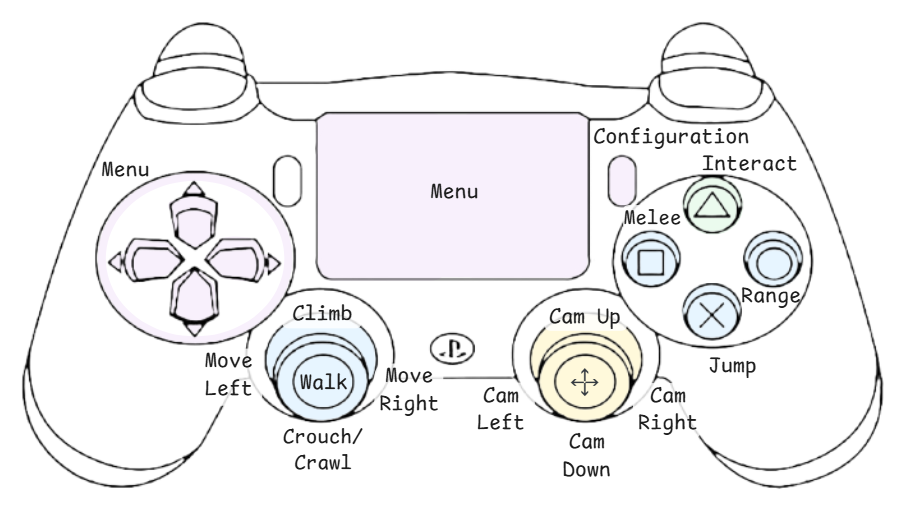 Configuration
Menu
Interact
Menu
Melee
Range
Climb
Cam Up
Move
Left
Walk
Move
Right
Cam
Left
Cam
Right
Jump
Crouch/
Crawl
Cam
Down